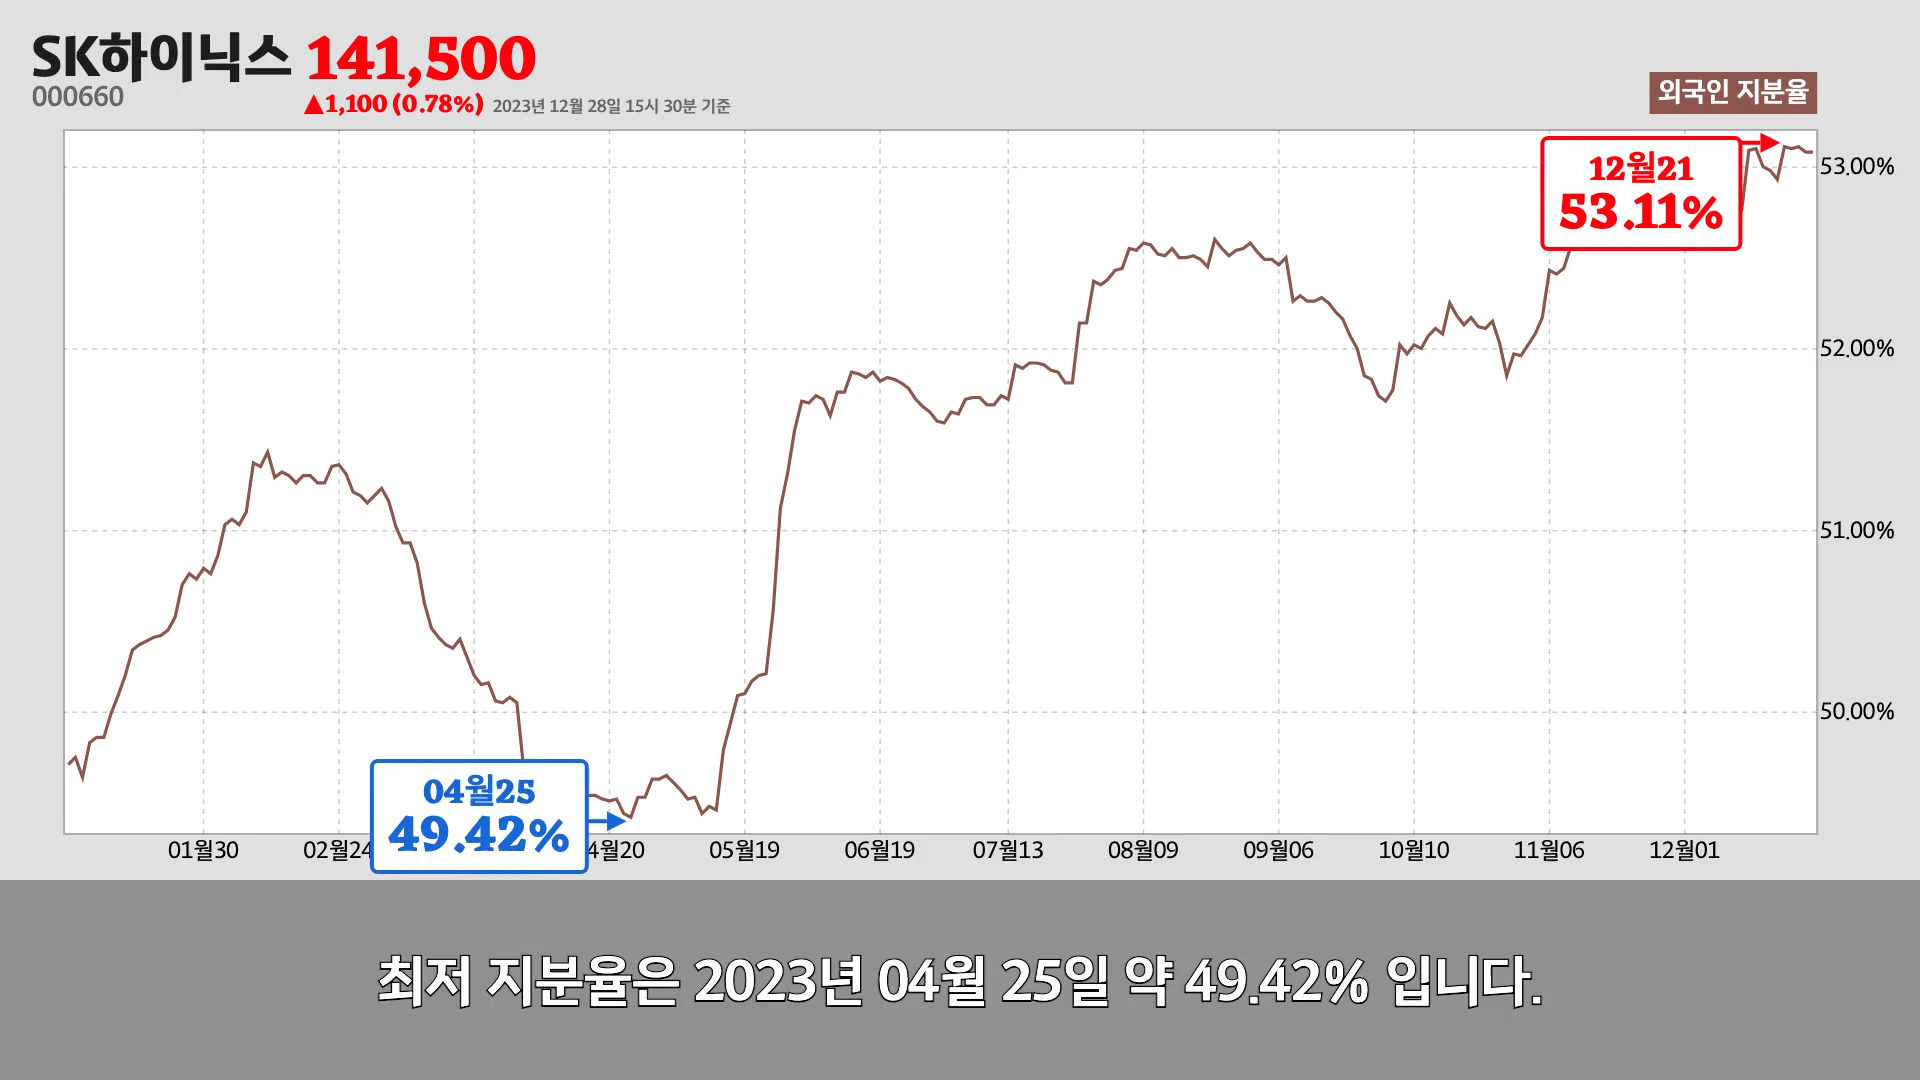 SK하이닉스 141,500
000660
▲1,100 (0.78%) 2023년 12월 28일 15시 30분 기준
외국인 지분율
12월21
53.11%
53.00%
52.00%
51.00%
50.00%
04월25
49.42%
01월30 02월24 4월20 05월19 06월19 07월13 08월09 09월06 10월10 11월06 12월01
최저 지분율은 2023년 04월 25일 약 49.42% 입니다.